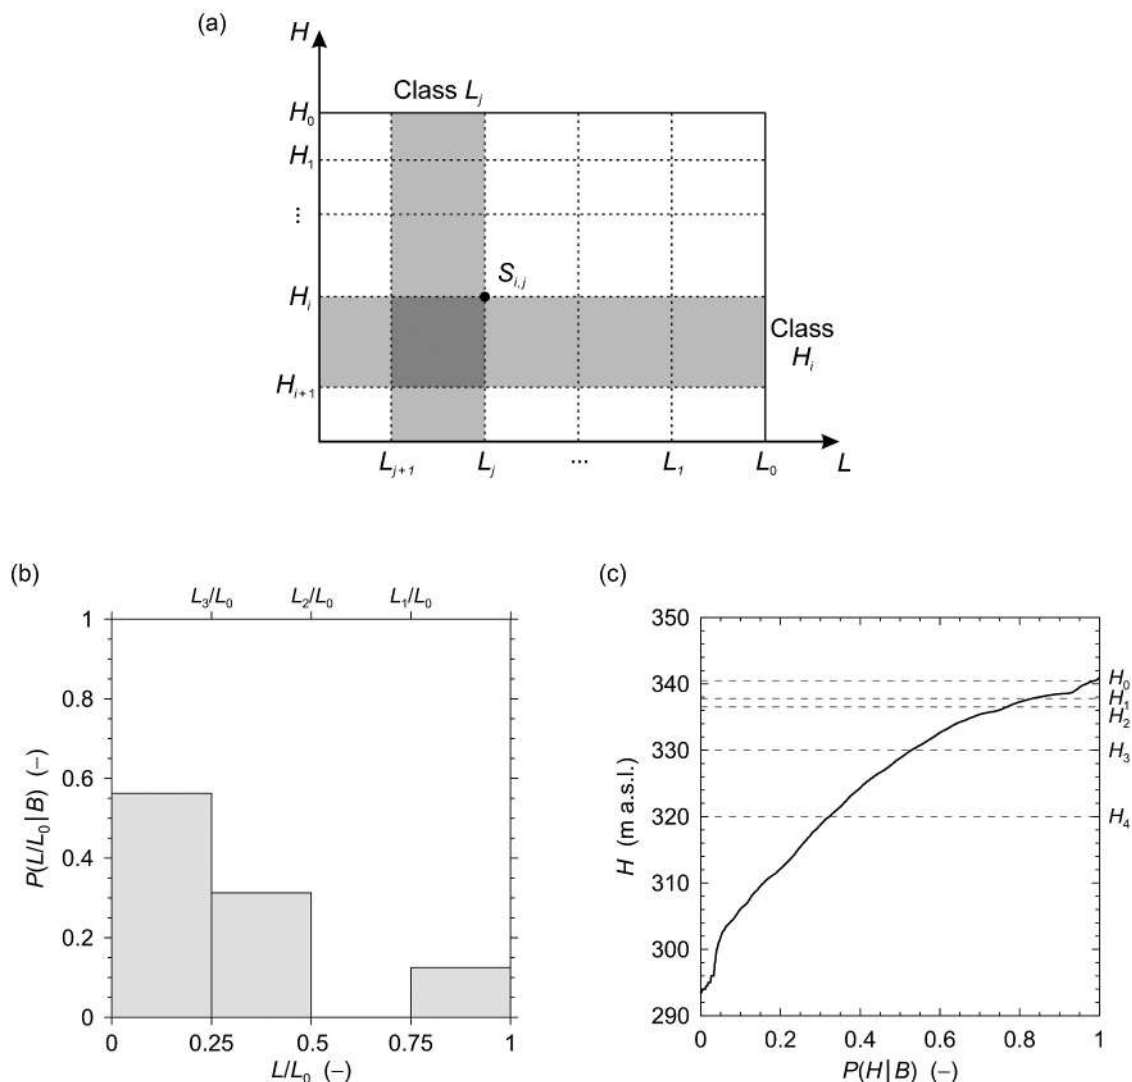 (a)
H
Class Lj
H0
H1
⋮
Si,j
Hi
Class
Hi
Hi+1
Lj+1 Lj ... L1 L0 L
(b)
L3/L0 L2/L0 L1/L0
1
0.8
0.6
0.4
0.2
0
P(L/L0|B) (–)
0 0.25 0.5 0.75 1
L/L0 (–)
(c)
350
340
330
320
310
300
290
H (m a.s.l.)
H0
H1
H2
H3
H4
0 0.2 0.4 0.6 0.8 1
P(H|B) (–)